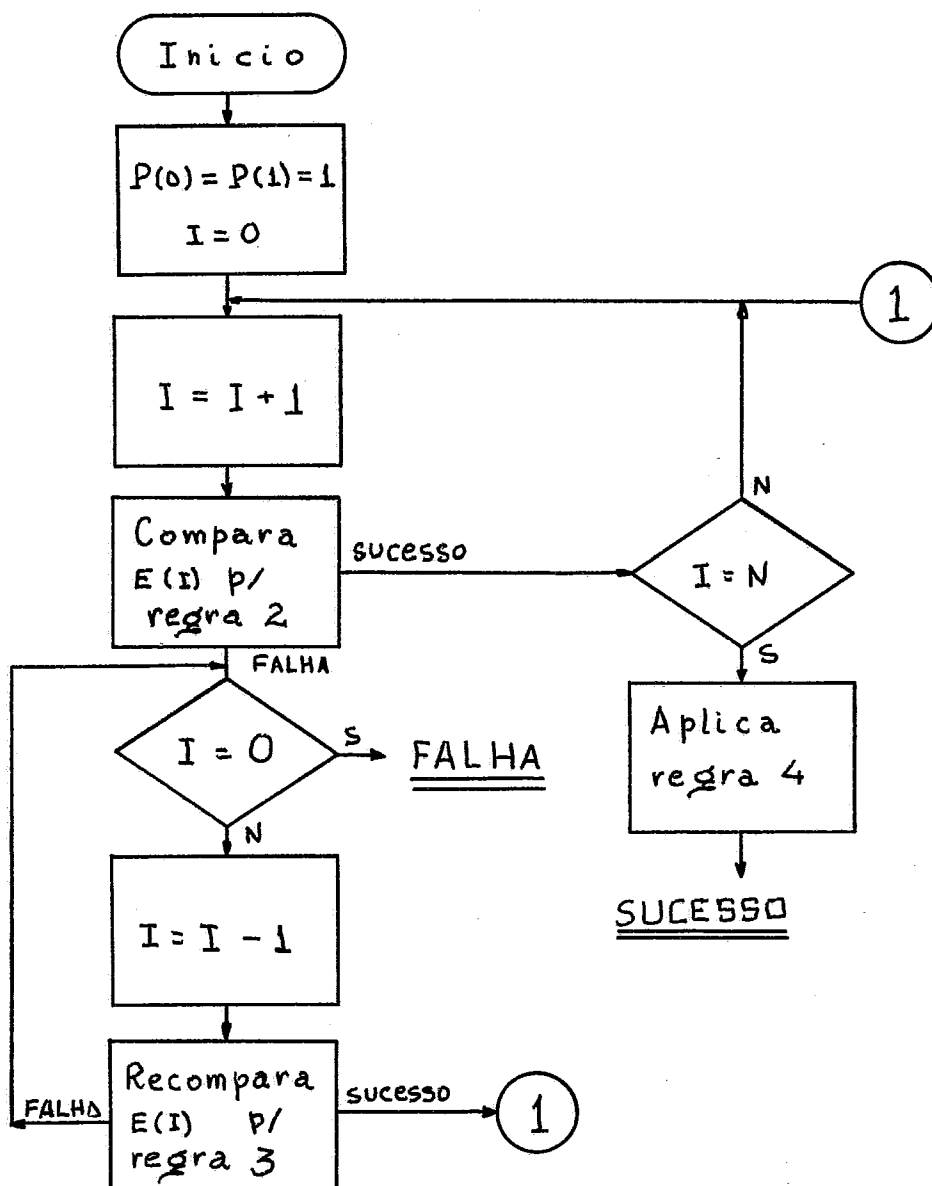 Inicio
P(0) = P(1) = 1
I = 0
1
I = I + 1
N
Compara
E(I) p/
regra 2
sucesso
I = N
S
FALHA
I = 0
S
FALHA
Aplica
regra 4
N
SUCESSO
I = I - 1
Recompara
E(I) p/
regra 3
sucesso
1
FALHA